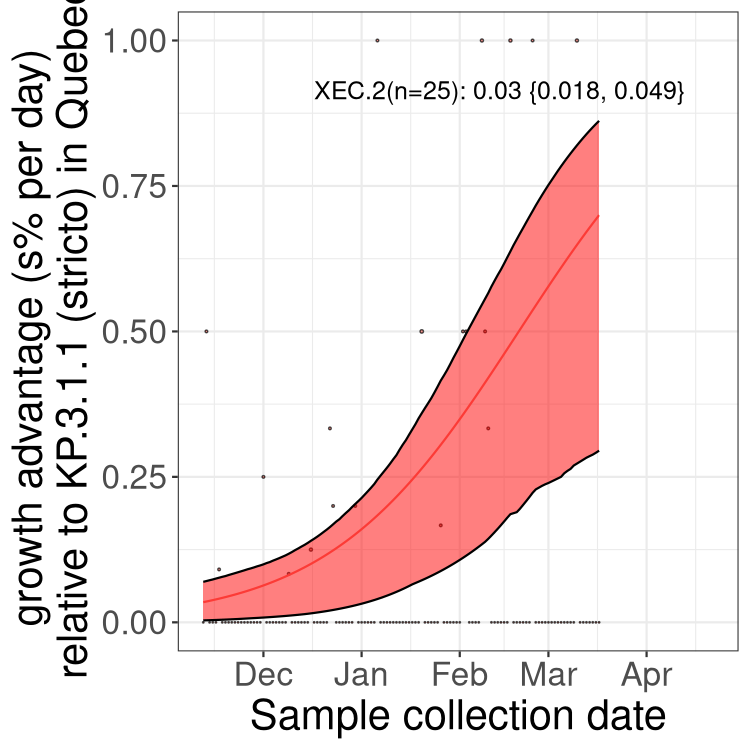 growth advantage (s% per day)
relative to KP.3.1.1 (stricto) in Quebec
1.00
0.75
0.50
0.25
0.00
XEC.2(n=25): 0.03 {0.018, 0.049}
Dec Jan Feb Mar Apr
Sample collection date